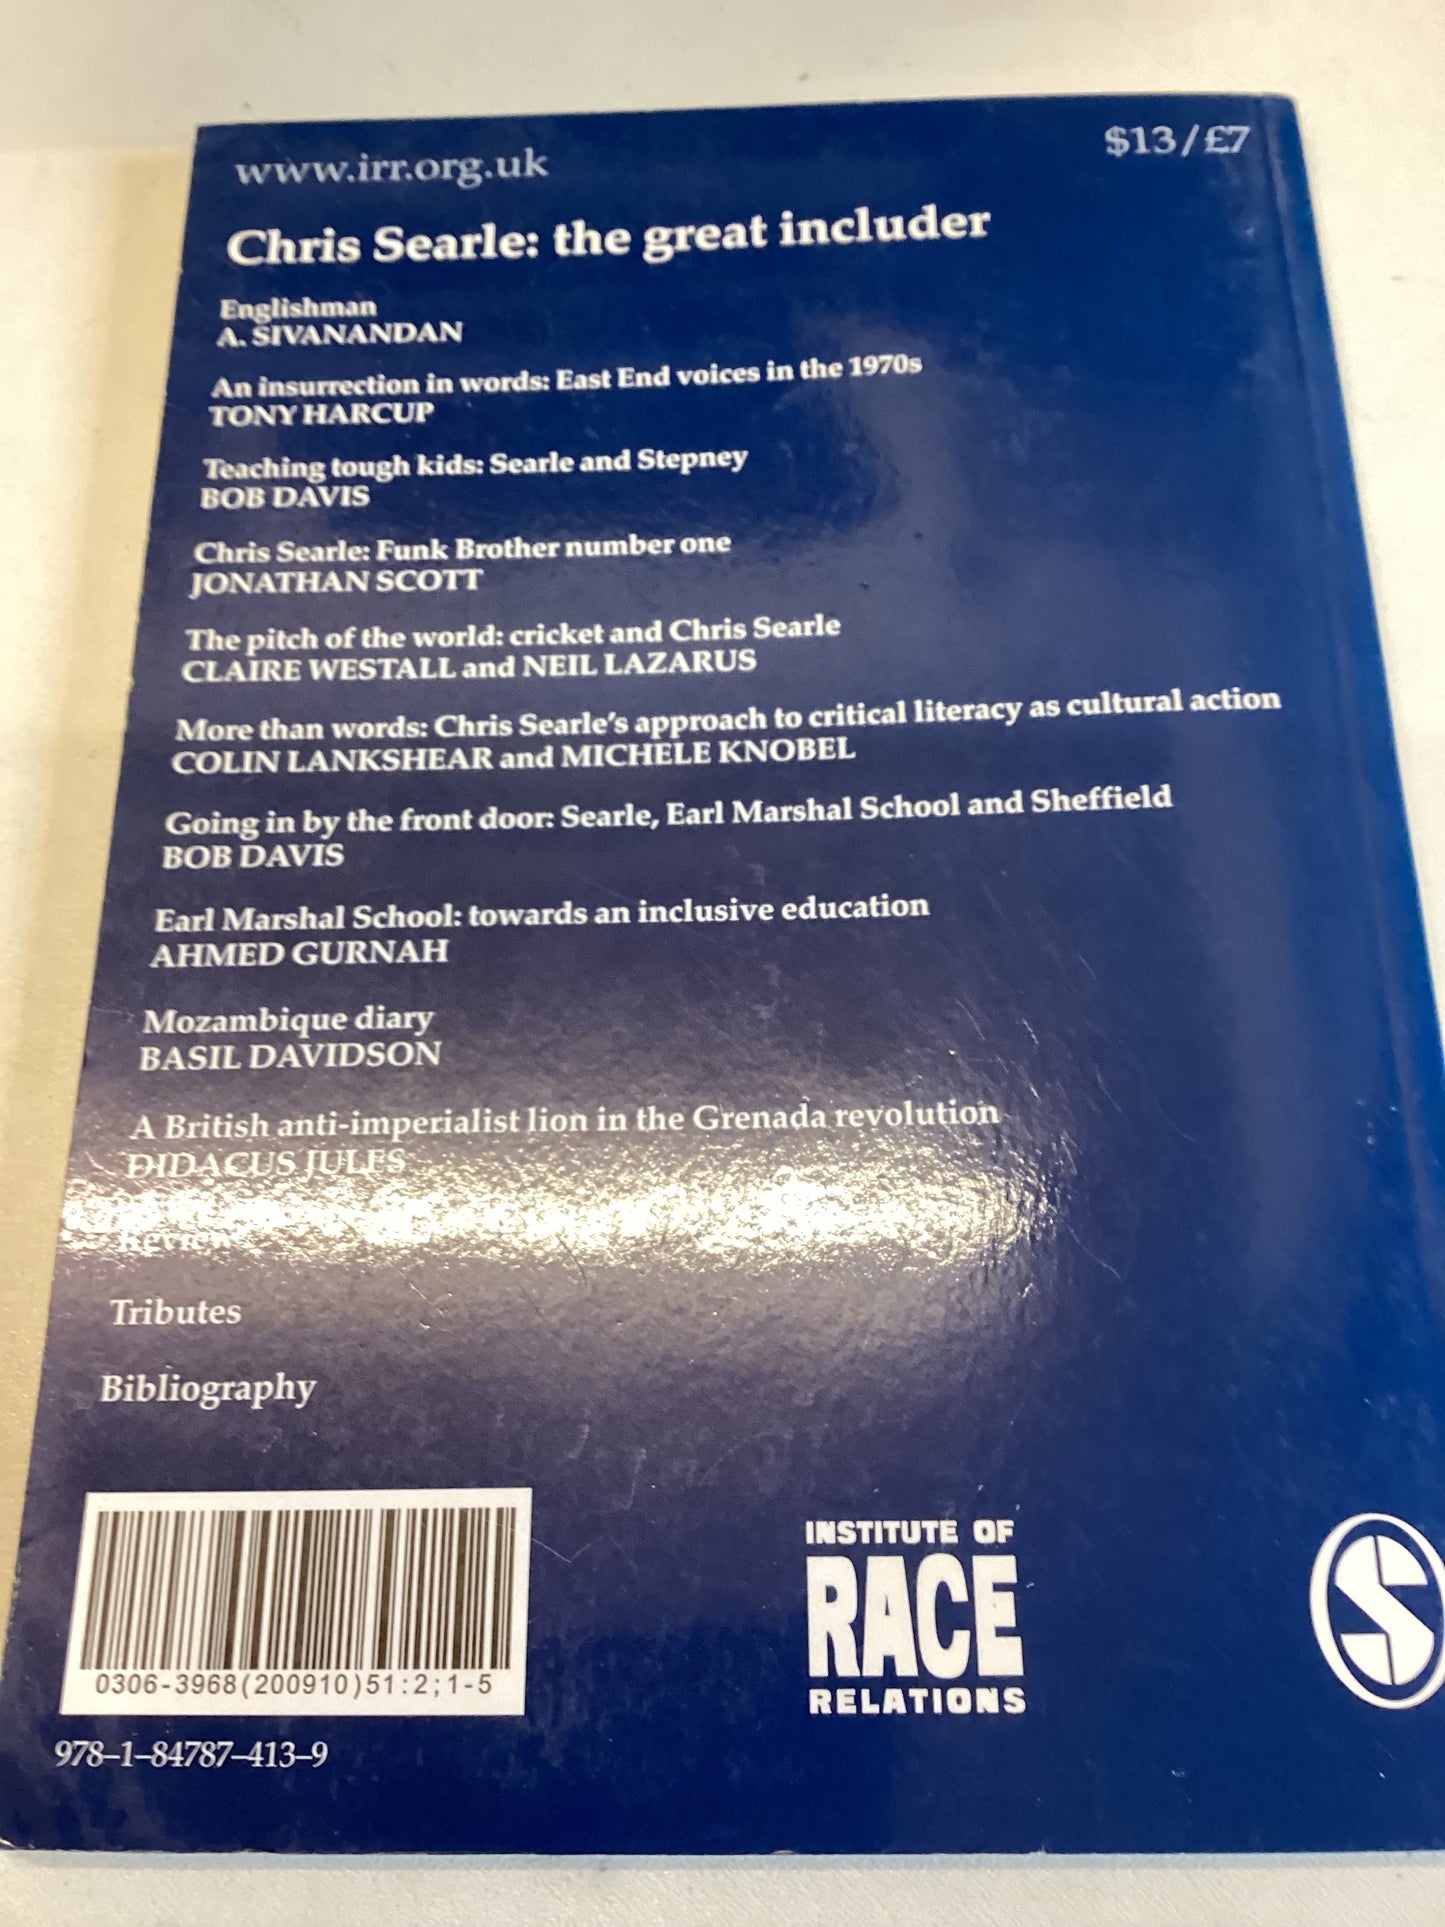 www.irr.org.uk
$13/£7
Chris Searle: the great includer
Englishman
A. SIVANANDAN
An insurrection in words: East End voices in the 1970s
TONY HARCUP
Teaching tough kids: Searle and Stepney
BOB DAVIS
Chris Searle: Funk Brother number one
JONATHAN SCOTT
The pitch of the world: cricket and Chris Searle
CLAIRE WESTALL and NEIL LAZARUS
More than words: Chris Searle's approach to critical literacy as cultural action
COLIN LANKSHEAR and MICHELE KNOBEL
Going in by the front door: Searle, Earl Marshal School and Sheffield
BOB DAVIS
Earl Marshal School: towards an inclusive education
AHMED GURNAH
Mozambique diary
BASIL DAVIDSON
A British anti-imperialist lion in the Grenada revolution
DIDACUS JULES
Tributes
Bibliography
0306-3968(200910)51:2;1-5
978–1–84787–413–9
INSTITUTE OF
RACE
RELATIONS
S